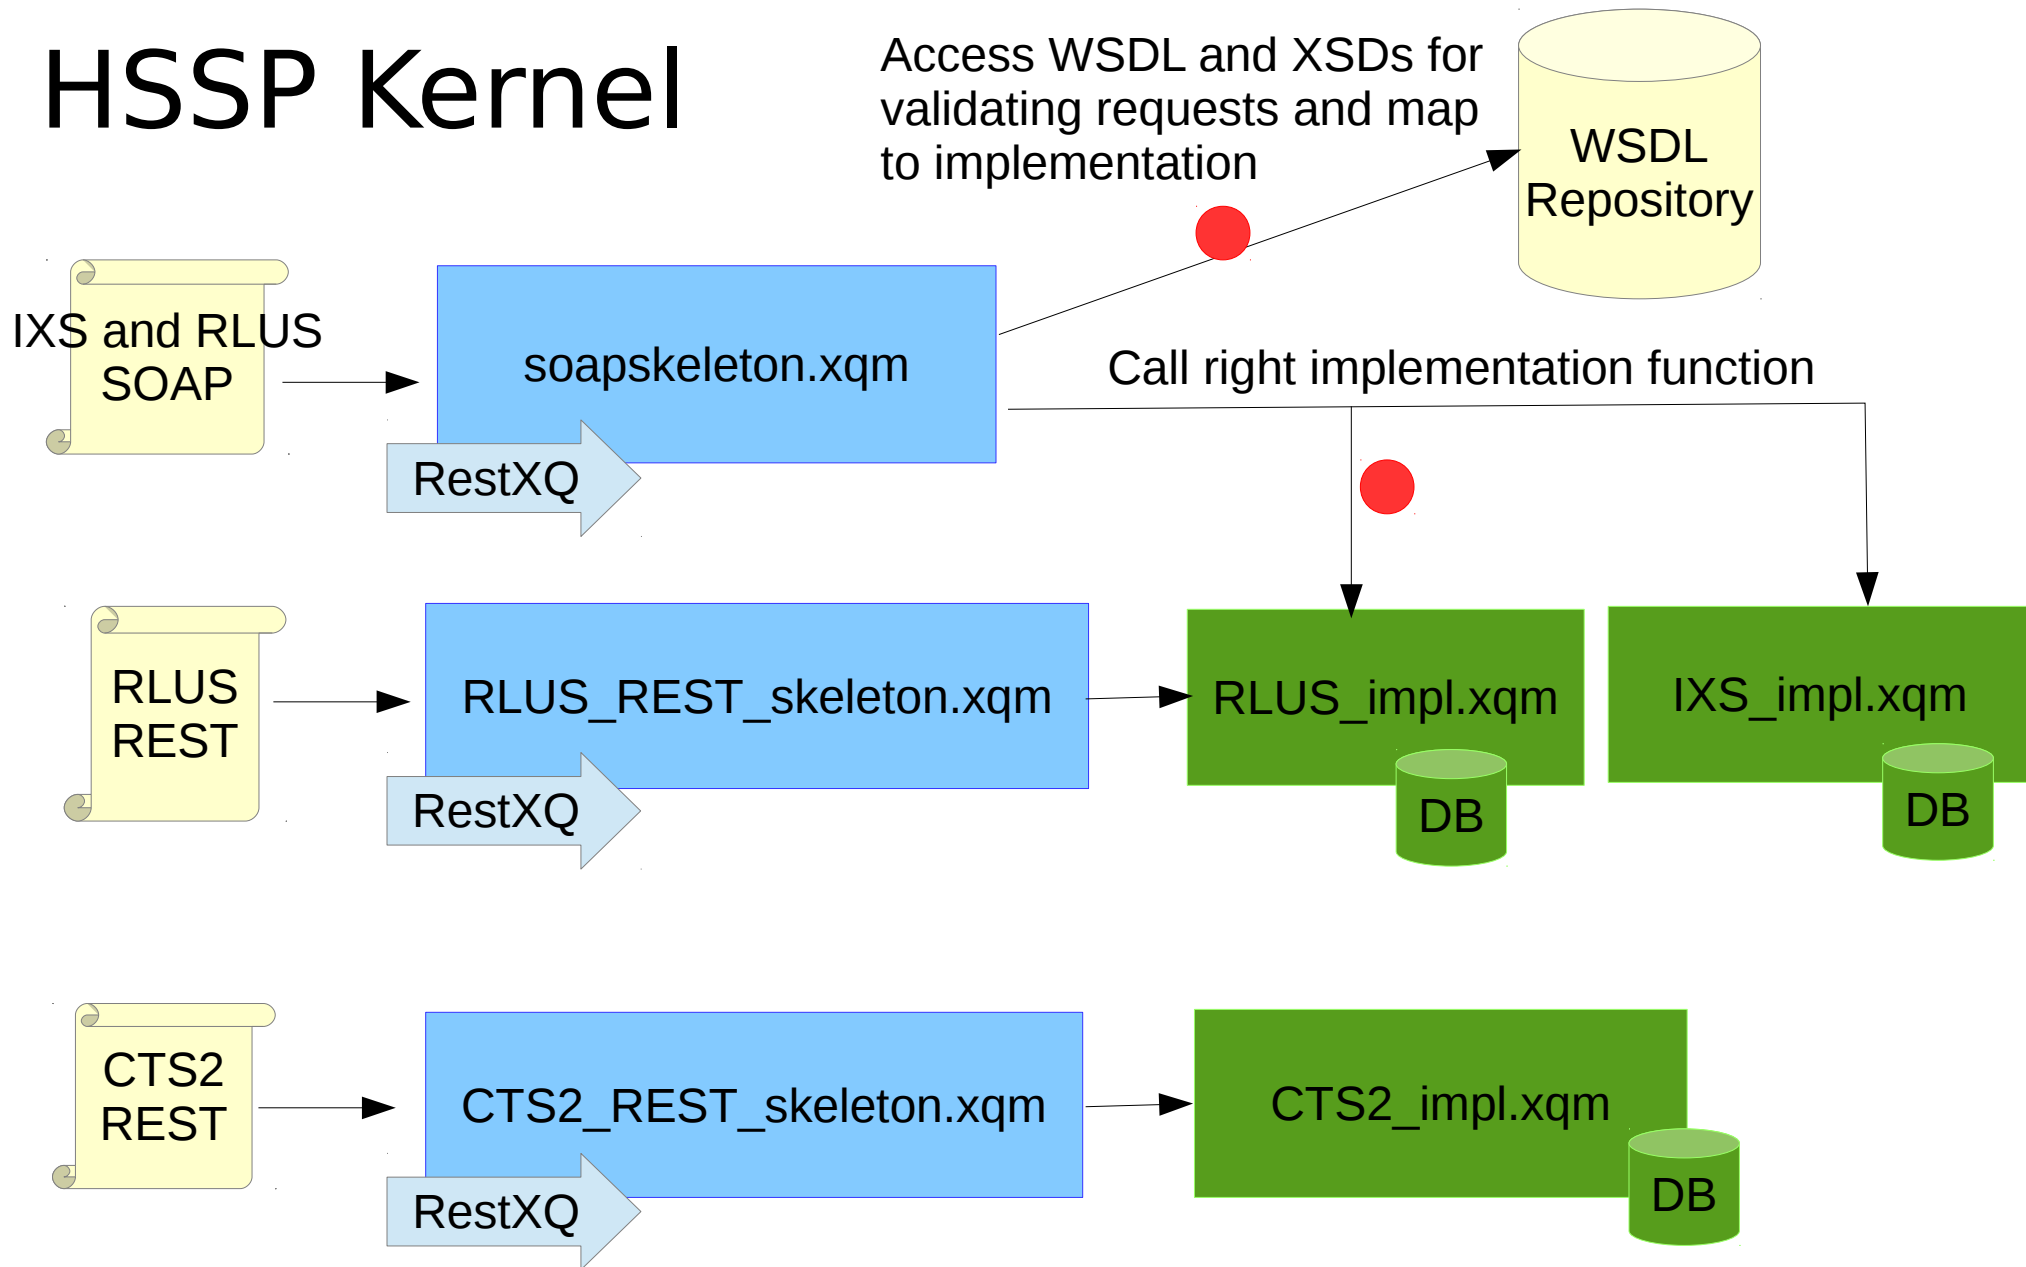 HSSP Kernel
Access WSDL and XSDs for
validating requests and map
to implementation
WSDL
Repository
IXS and RLUS
SOAP
soapskeleton.xqm
RestXQ
Call right implementation function
RLUS
REST
RLUS_REST_skeleton.xqm
RestXQ
RLUS_impl.xqm
DB
IXS_impl.xqm
DB
CTS2
REST
CTS2_REST_skeleton.xqm
RestXQ
CTS2_impl.xqm
DB